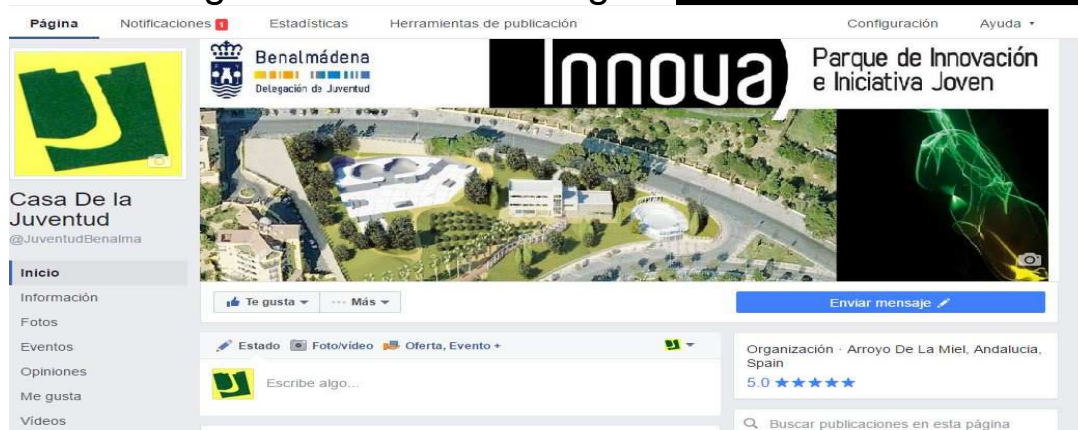 Página Notificaciones 1 Estadísticas Herramientas de publicación Configuración Ayuda
Benalmádena
Delegación de Juventud
Innova
Parque de Innovación
e Iniciativa Joven
Casa De la
Juventud
@JuventudBenalma
Inicio
Información
Fotos
Eventos
Opiniones
Me gusta
Vídeos
Te gusta ··· Más
Enviar mensaje
Estado Foto/vídeo Oferta, Evento +
Escribe algo...
Organización · Arroyo De La Miel, Andalucia,
Spain
5.0 ★★★★★
Buscar publicaciones en esta página